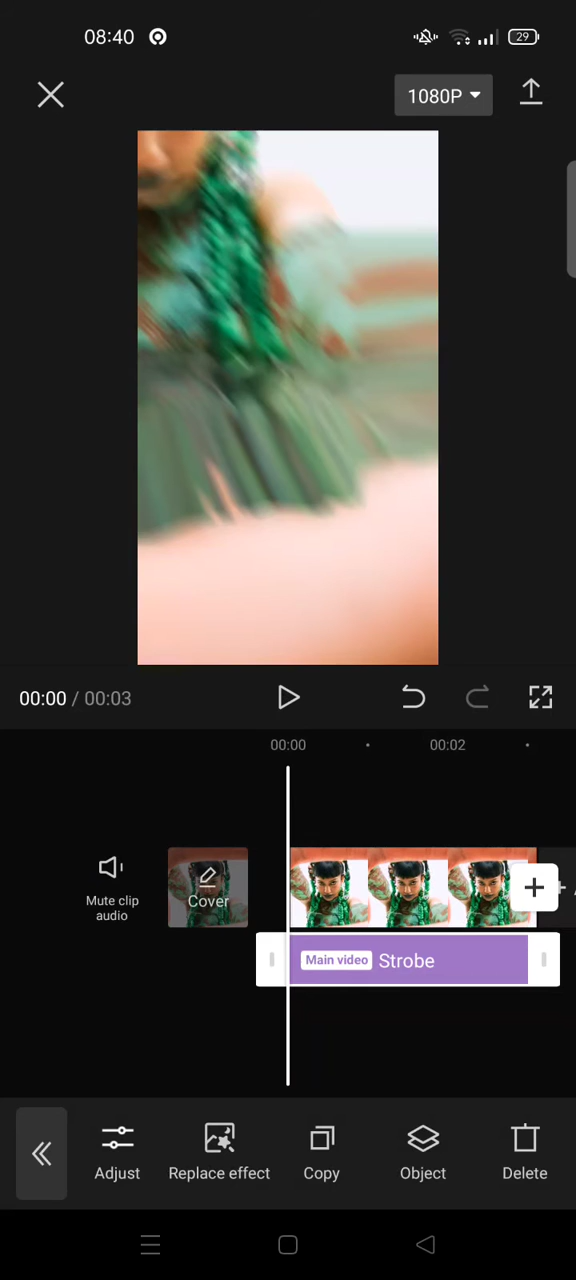 08:40
29
1080P
00:00 / 00:03
00:00
00:02
Mute clip
audio
Cover
Main video Strobe
Adjust
Replace effect
Copy
Object
Delete